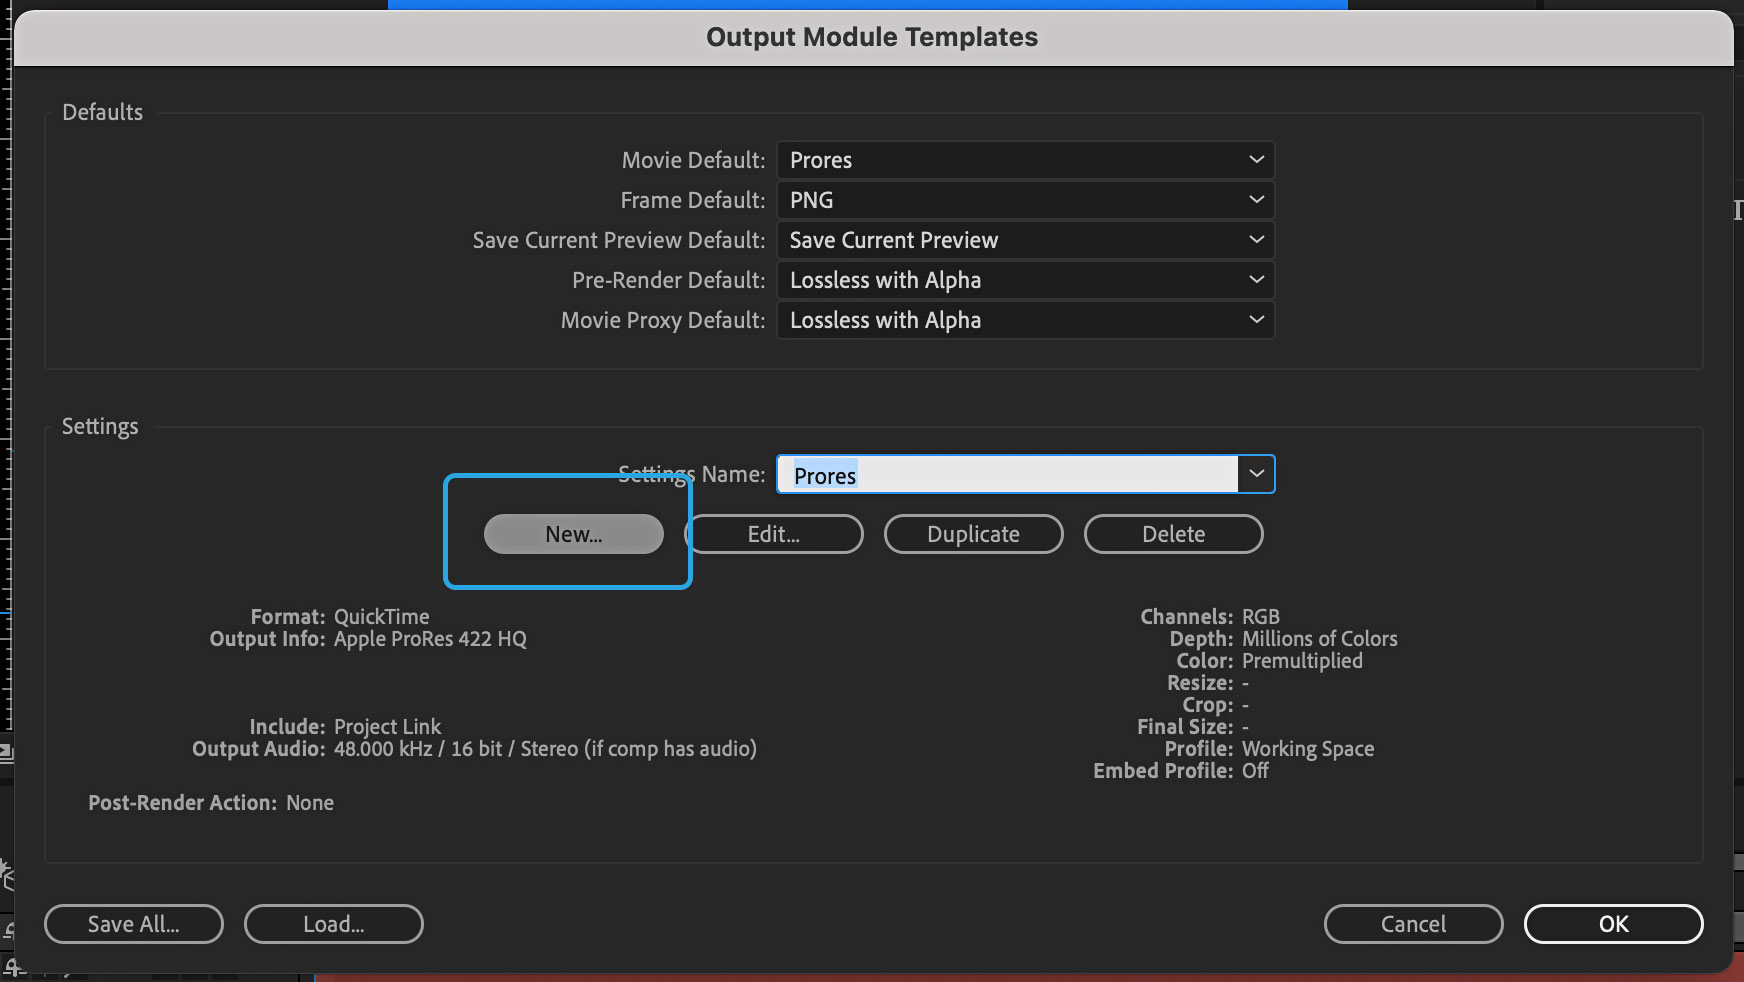 Output Module Templates
Defaults
Movie Default: Prores
Frame Default: PNG
Save Current Preview Default: Save Current Preview
Pre-Render Default: Lossless with Alpha
Movie Proxy Default: Lossless with Alpha
Settings
Settings Name: Prores
New... Edit... Duplicate Delete
Format: QuickTime
Output Info: Apple ProRes 422 HQ
Include: Project Link
Output Audio: 48.000 kHz / 16 bit / Stereo (if comp has audio)
Post-Render Action: None
Channels: RGB
Depth: Millions of Colors
Color: Premultiplied
Resize: -
Crop: -
Final Size: -
Profile: Working Space
Embed Profile: Off
Save All... Load... Cancel OK